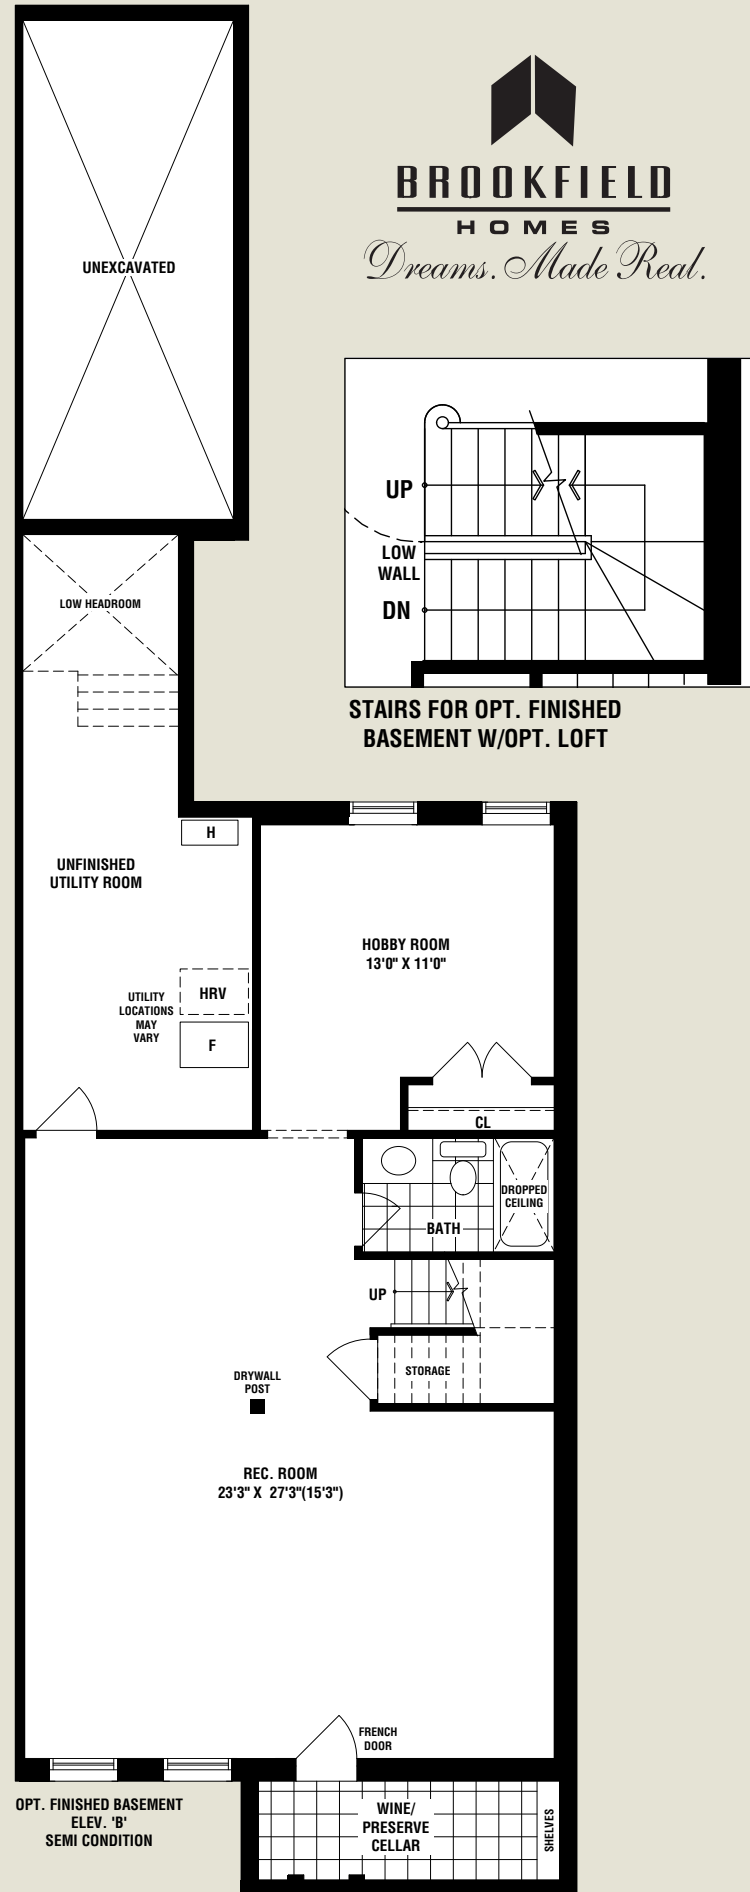 BROOKFIELD
HOMES
Dreams. Made Real.
UNEXCAVATED
UP
LOW
WALL
DN
STAIRS FOR OPT. FINISHED
BASEMENT W/OPT. LOFT
LOW HEADROOM
H
UNFINISHED
UTILITY ROOM
HOBBY ROOM
13'0" X 11'0"
UTILITY
LOCATIONS
MAY
VARY
HRV
F
CL
DROPPED
CEILING
BATH
UP
STORAGE
DRYWALL
POST
REC. ROOM
23'3" X 27'3"(15'3")
FRENCH
DOOR
OPT. FINISHED BASEMENT
ELEV. 'B'
SEMI CONDITION
WINE/
PRESERVE
CELLAR
SHELVES